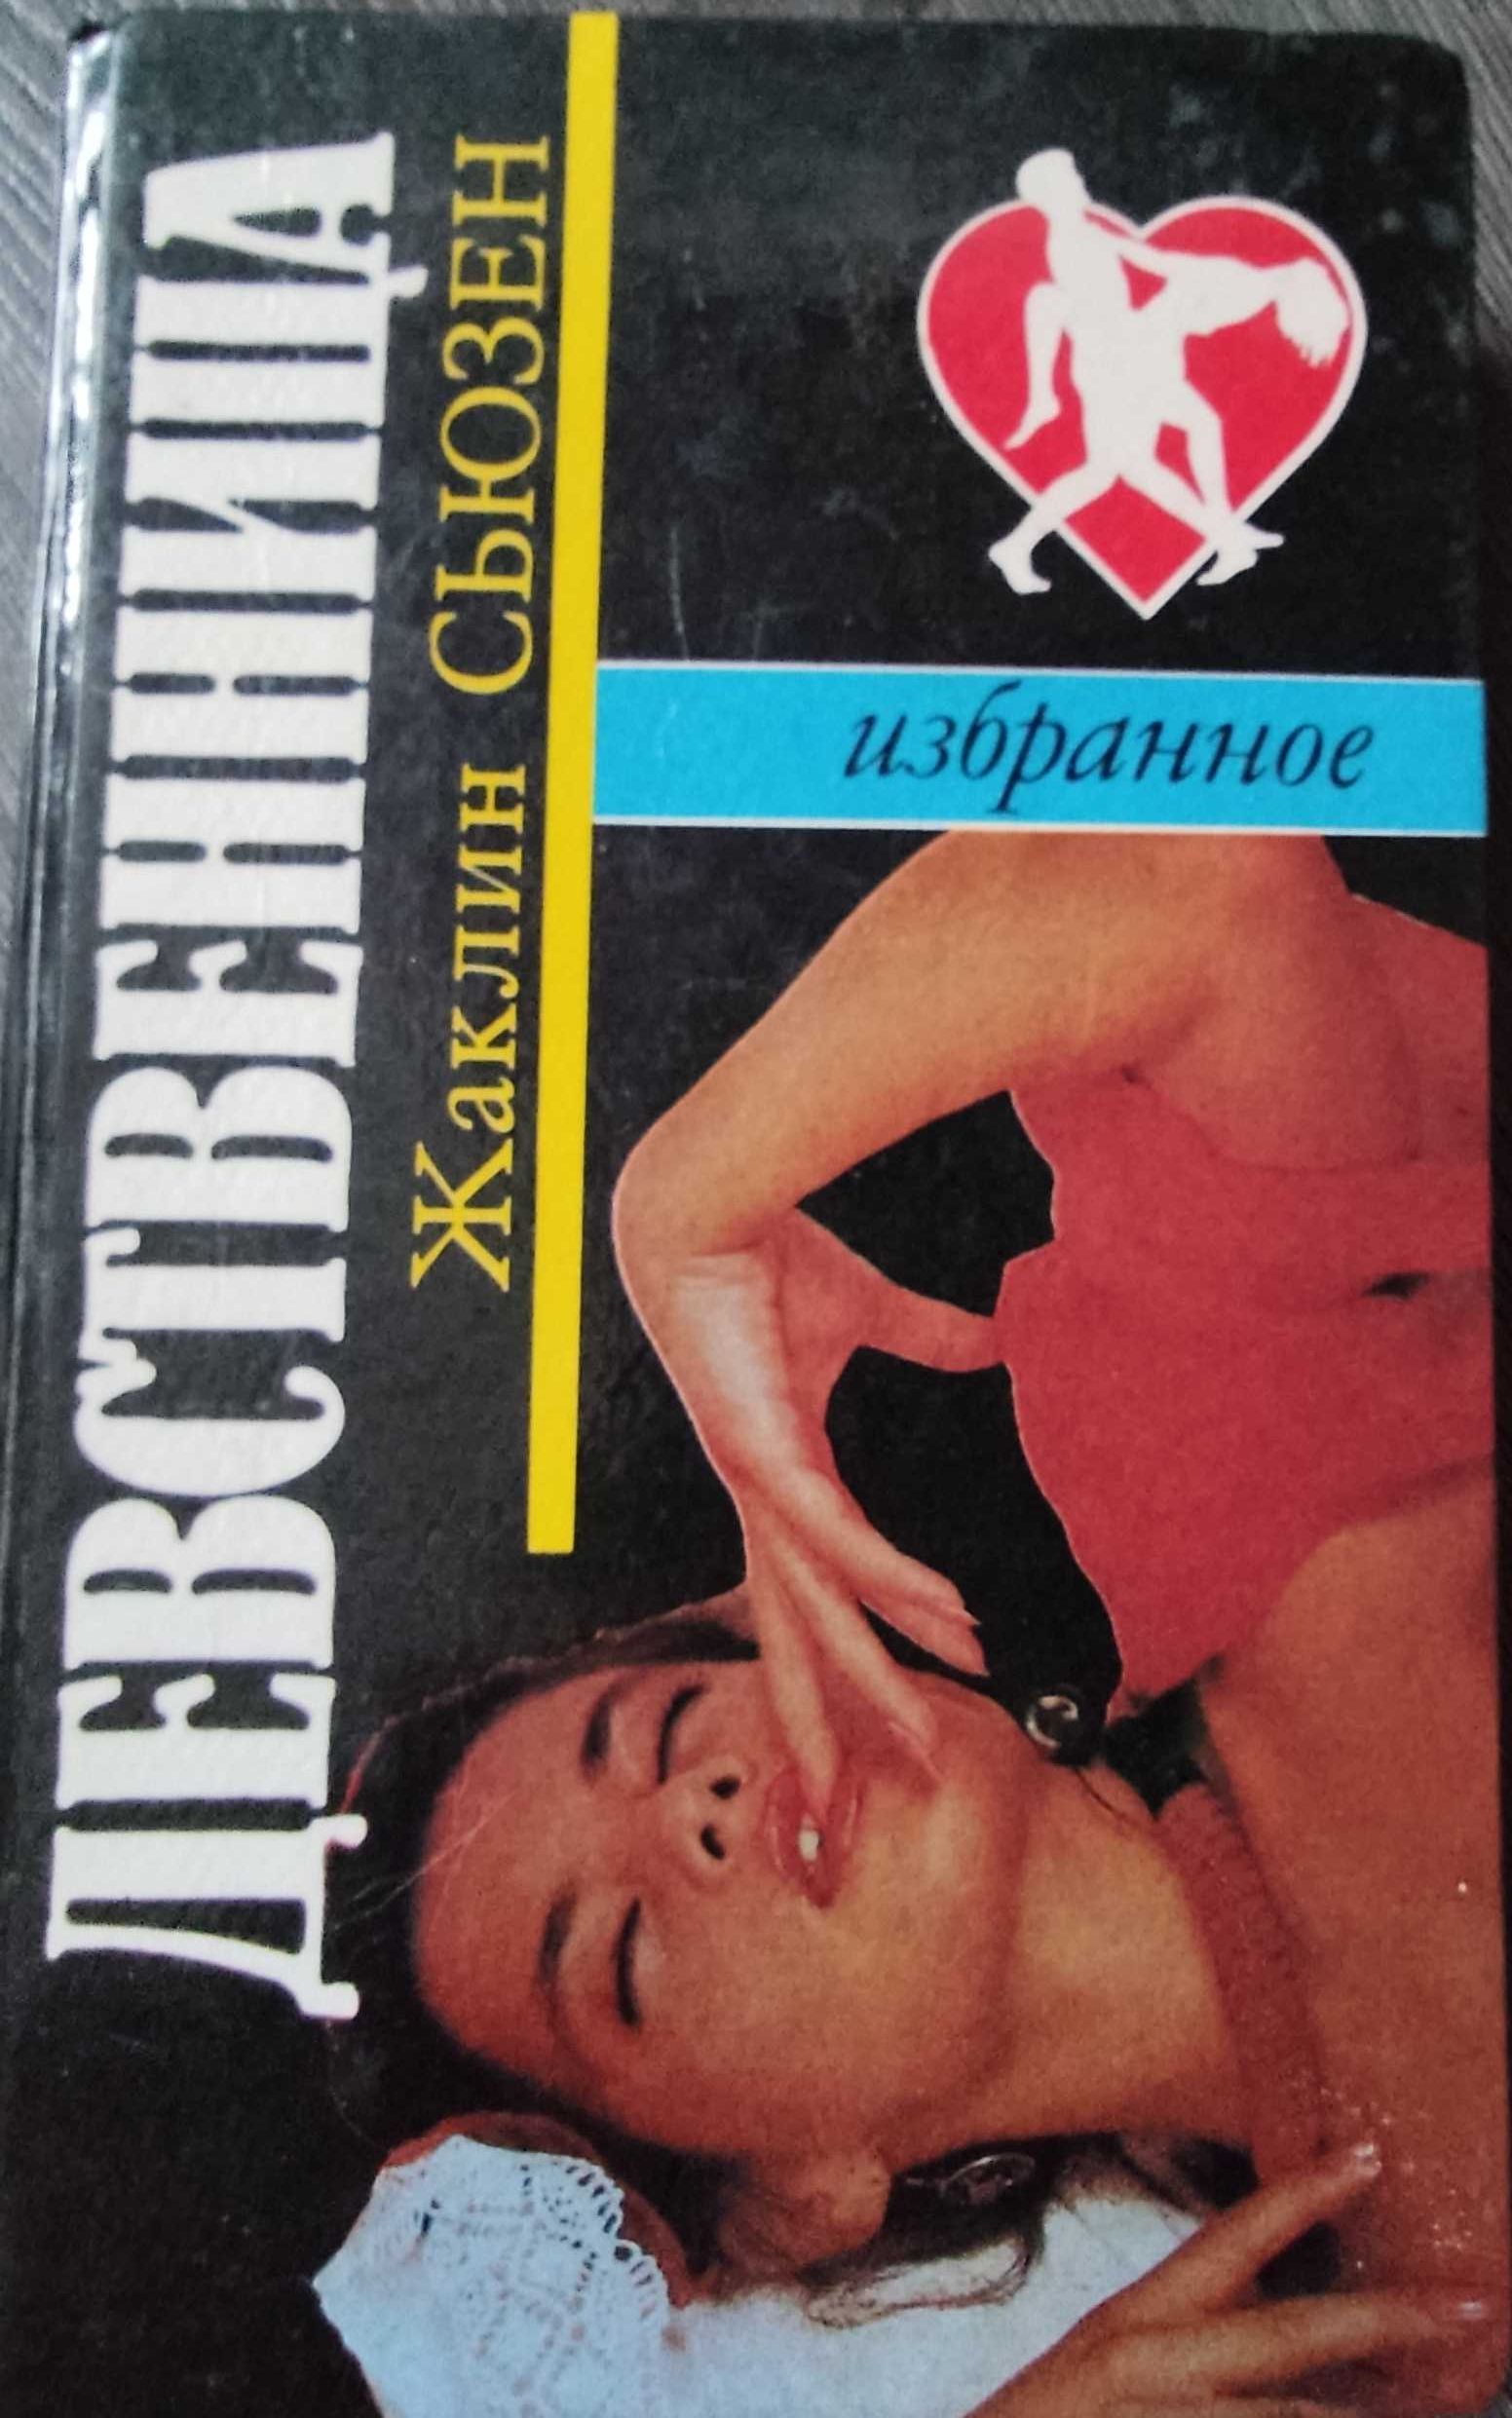 ДЕВСТВЕННИЦА
Жаклин СЬЮЗЕН
избранное